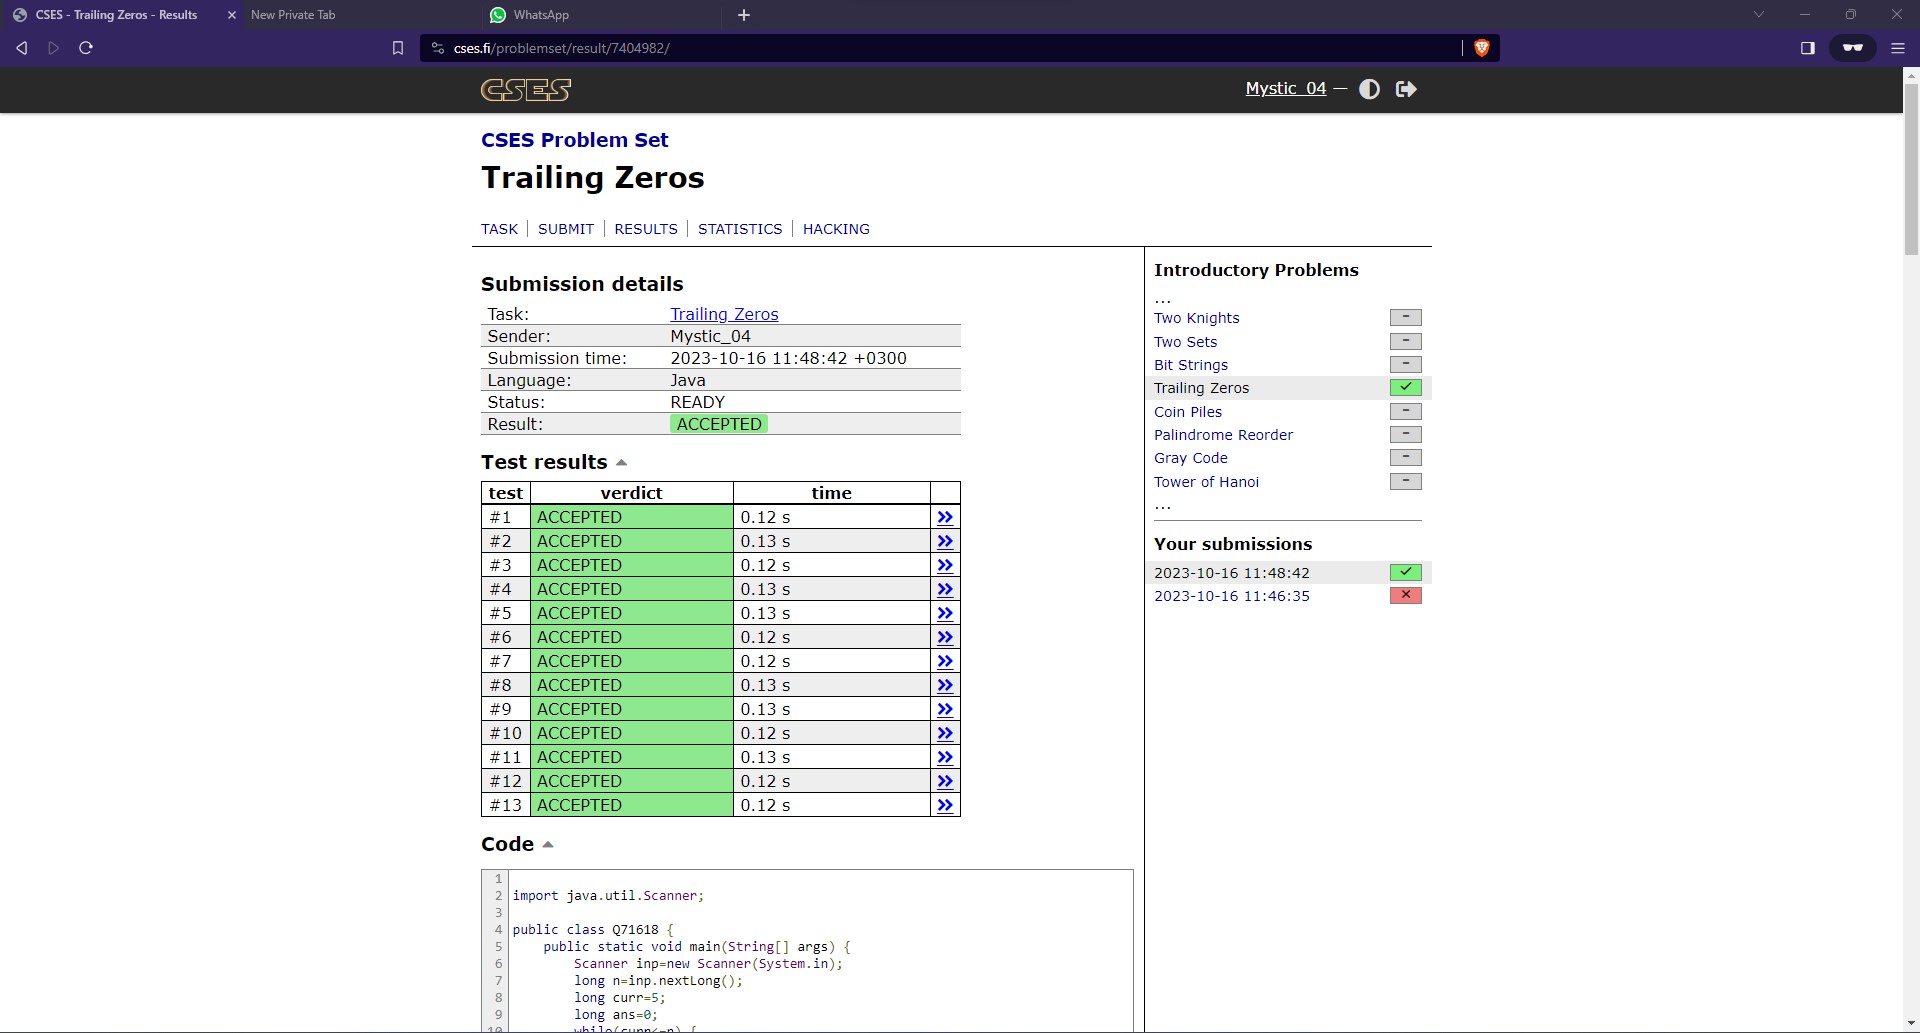 CSES - Trailing Zeros - Results
New Private Tab
WhatsApp
cses.fi/problemset/result/7404982/
CSES
Mystic_04 —
CSES Problem Set
Trailing Zeros
TASK | SUBMIT | RESULTS | STATISTICS | HACKING
Submission details
Task: Trailing Zeros
Sender: Mystic_04
Submission time: 2023-10-16 11:48:42 +0300
Language: Java
Status: READY
Result: ACCEPTED
Test results
test verdict time
#1 ACCEPTED 0.12 s »
#2 ACCEPTED 0.13 s »
#3 ACCEPTED 0.12 s »
#4 ACCEPTED 0.13 s »
#5 ACCEPTED 0.13 s »
#6 ACCEPTED 0.12 s »
#7 ACCEPTED 0.12 s »
#8 ACCEPTED 0.13 s »
#9 ACCEPTED 0.13 s »
#10 ACCEPTED 0.12 s »
#11 ACCEPTED 0.13 s »
#12 ACCEPTED 0.12 s »
#13 ACCEPTED 0.12 s »
Code
1
2 import java.util.Scanner;
3
4 public class Q71618 {
5 public static void main(String[] args) {
6 Scanner inp=new Scanner(System.in);
7 long n=inp.nextLong();
8 long curr=5;
9 long ans=0;
10 while(curr<=n) {
Introductory Problems
...
Two Knights -
Two Sets -
Bit Strings -
Trailing Zeros ✓
Coin Piles -
Palindrome Reorder -
Gray Code -
Tower of Hanoi -
...
Your submissions
2023-10-16 11:48:42 ✓
2023-10-16 11:46:35 ×